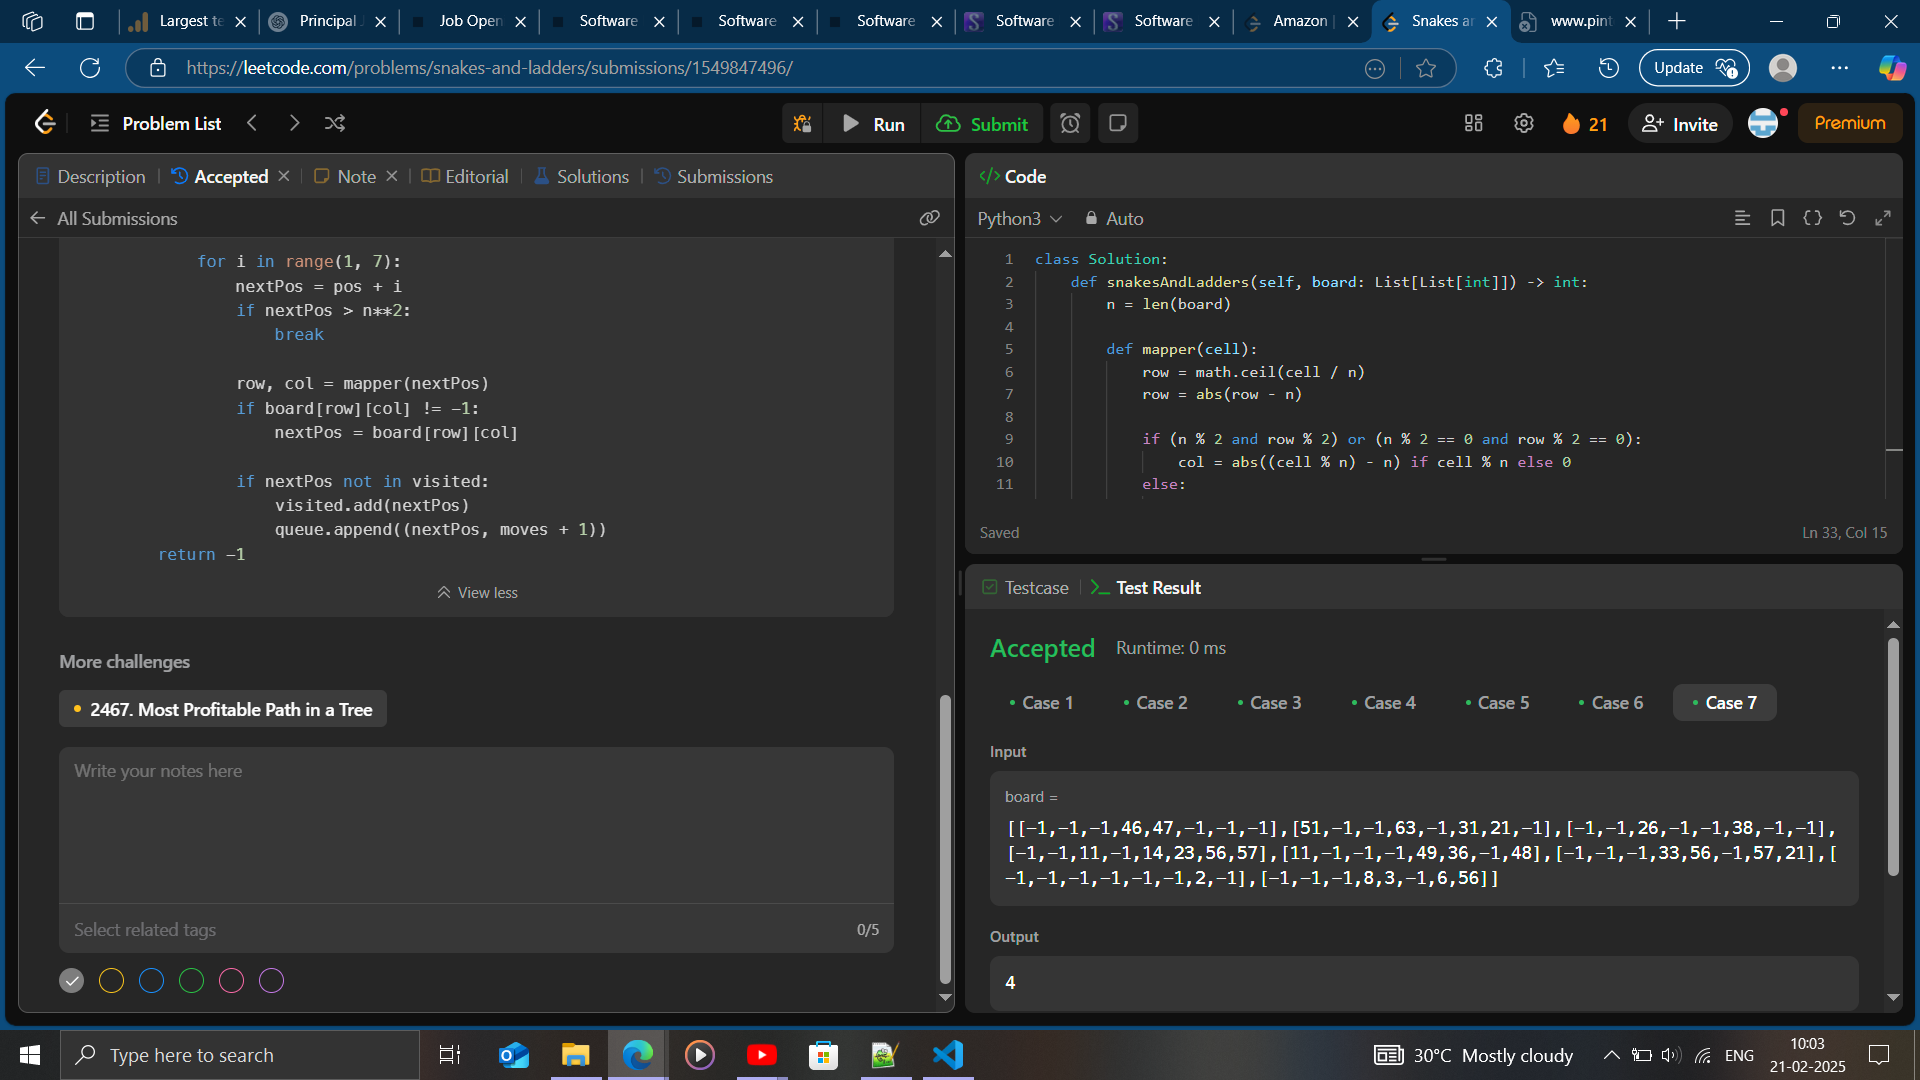 Largest te
Principal J
Job Open
Software
Software
Software
Software
Software
Amazon |
Snakes ar
www.pint
https://leetcode.com/problems/snakes-and-ladders/submissions/1549847496/
Update
Problem List
Run
Submit
21
Invite
Premium
Description
Accepted
Note
Editorial
Solutions
Submissions
All Submissions
for i in range(1, 7):
nextPos = pos + i
if nextPos > n**2:
break
row, col = mapper(nextPos)
if board[row][col] != -1:
nextPos = board[row][col]
if nextPos not in visited:
visited.add(nextPos)
queue.append((nextPos, moves + 1))
return -1
View less
More challenges
2467. Most Profitable Path in a Tree
Write your notes here
Select related tags
0/5
</> Code
Python3
Auto
1 class Solution:
2 def snakesAndLadders(self, board: List[List[int]]) -> int:
3 n = len(board)
4
5 def mapper(cell):
6 row = math.ceil(cell / n)
7 row = abs(row - n)
8
9 if (n % 2 and row % 2) or (n % 2 == 0 and row % 2 == 0):
10 col = abs((cell % n) - n) if cell % n else 0
11 else:
Saved
Ln 33, Col 15
Testcase
Test Result
Accepted
Runtime: 0 ms
Case 1
Case 2
Case 3
Case 4
Case 5
Case 6
Case 7
Input
board =
[[-1,-1,-1,46,47,-1,-1,-1],[51,-1,-1,63,-1,31,21,-1],[-1,-1,26,-1,-1,38,-1,-1],
[-1,-1,11,-1,14,23,56,57],[11,-1,-1,-1,49,36,-1,48],[-1,-1,-1,33,56,-1,57,21],[
-1,-1,-1,-1,-1,-1,2,-1],[-1,-1,-1,8,3,-1,6,56]]
Output
4
Type here to search
30°C Mostly cloudy
ENG
10:03
21-02-2025